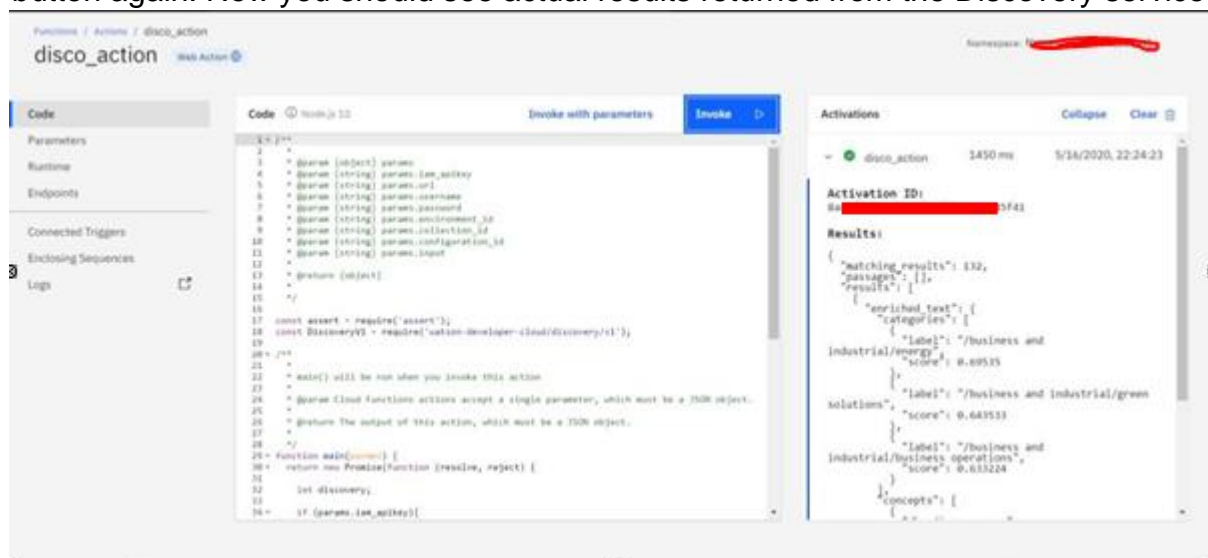 button again. Now you should see actual results returned from the Discovery service
Functions / Actions / disco_action
disco_action Web Action
Namespace:
Code
Parameters
Runtime
Endpoints
Connected Triggers
Enclosing Sequences
Logs
Code Node.js 10 Invoke with parameters Invoke
1 /**
2 *
3 * @param {object} params
4 * @param {string} params.iam_apikey
5 * @param {string} params.url
6 * @param {string} params.username
7 * @param {string} params.password
8 * @param {string} params.environment_id
9 * @param {string} params.collection_id
10 * @param {string} params.configuration_id
11 * @param {string} params.input
12 *
13 * @return {object}
14 *
15 */
16
17 const assert = require('assert');
18 const DiscoveryV1 = require('watson-developer-cloud/discovery/v1');
19
20 /**
21 *
22 * main() will be run when you invoke this action
23 *
24 * @param Cloud Functions actions accept a single parameter, which must be a JSON object.
25 *
26 * @return The output of this action, which must be a JSON object.
27 *
28 */
29 function main(params) {
30 return new Promise(function (resolve, reject) {
31
32 let discovery;
33
34 if (params.iam_apikey){
Activations Collapse Clear
disco_action 1450 ms 5/16/2020, 22:24:23
Activation ID:
8a 5f41
Results:
{
"matching_results": 132,
"passages": [],
"results": [
{
"enriched_text": {
"categories": [
{
"label": "/business and
industrial/energy",
"score": 0.69535
},
{
"label": "/business and industrial/green
solutions",
"score": 0.643533
},
{
"label": "/business and
industrial/business operations",
"score": 0.633224
}
],
"concepts": [
{